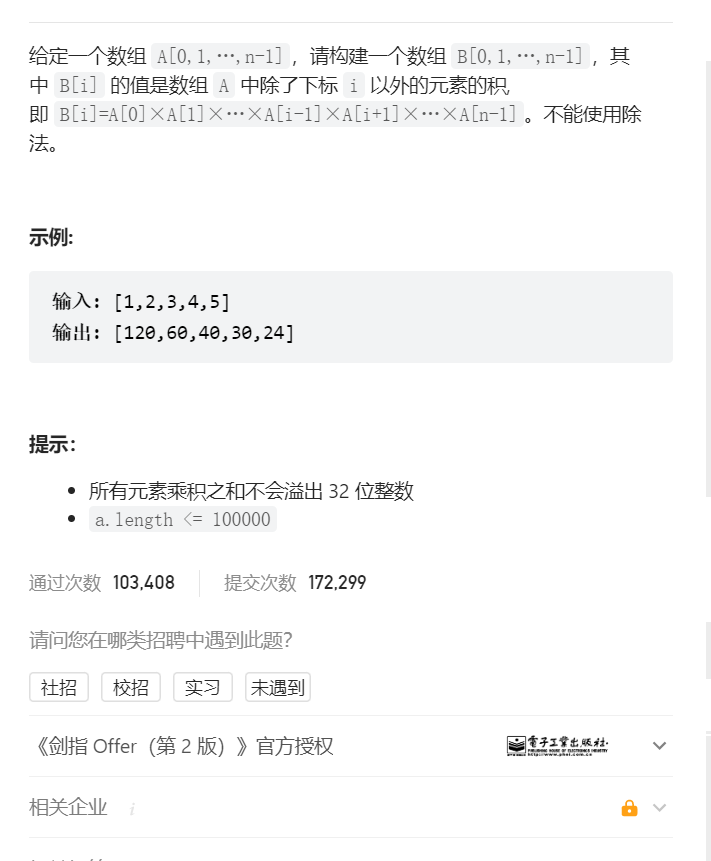 给定一个数组 A[0,1,…,n-1]，请构建一个数组 B[0,1,…,n-1]，其
中 B[i] 的值是数组 A 中除了下标 i 以外的元素的积,
即 B[i]=A[0]×A[1]×…×A[i-1]×A[i+1]×…×A[n-1]。不能使用除
法。
示例:
输入: [1,2,3,4,5]
输出: [120,60,40,30,24]
提示：
所有元素乘积之和不会溢出 32 位整数
a.length <= 100000
通过次数 103,408 提交次数 172,299
请问您在哪类招聘中遇到此题？
社招 校招 实习 未遇到
《剑指 Offer（第 2 版）》官方授权 電子工業出版社·
PUBLISHING HOUSE OF ELECTRONICS INDUSTRY
相关企业 i